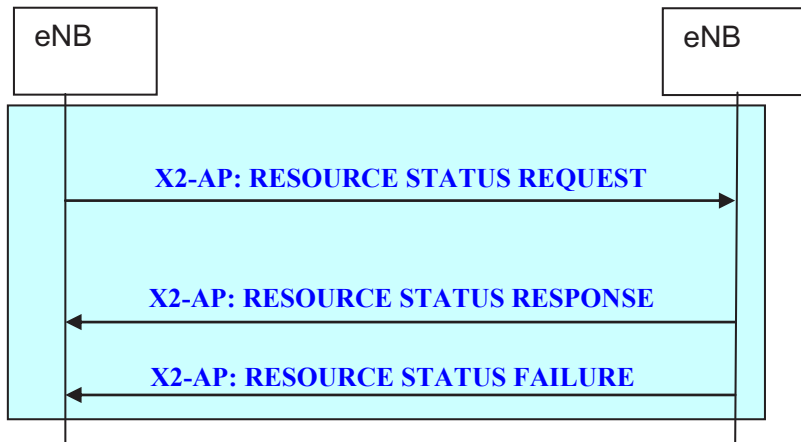 eNB
eNB
X2-AP: RESOURCE STATUS REQUEST
X2-AP: RESOURCE STATUS RESPONSE
X2-AP: RESOURCE STATUS FAILURE